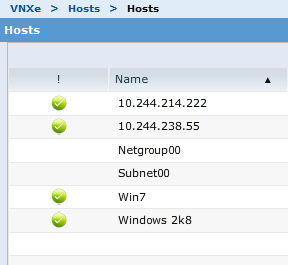 VNXe > Hosts > Hosts
Hosts
! Name ▲
10.244.214.222
10.244.238.55
Netgroup00
Subnet00
Win7
Windows 2k8